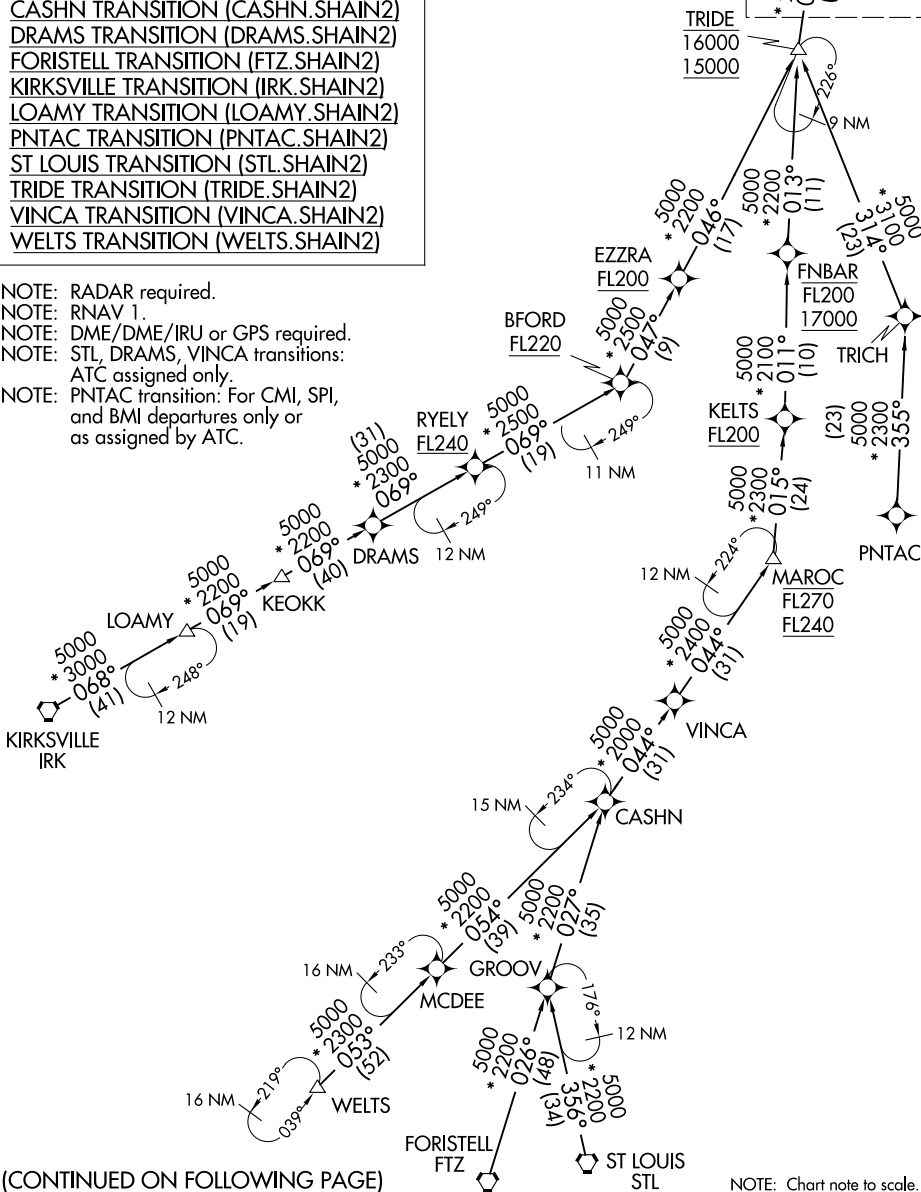 CASHN TRANSITION (CASHN.SHAIN2)
DRAMS TRANSITION (DRAMS.SHAIN2)
FORISTELL TRANSITION (FTZ.SHAIN2)
KIRKSVILLE TRANSITION (IRK.SHAIN2)
LOAMY TRANSITION (LOAMY.SHAIN2)
PNTAC TRANSITION (PNTAC.SHAIN2)
ST LOUIS TRANSITION (STL.SHAIN2)
TRIDE TRANSITION (TRIDE.SHAIN2)
VINCA TRANSITION (VINCA.SHAIN2)
WELTS TRANSITION (WELTS.SHAIN2)
NOTE: RADAR required.
NOTE: RNAV 1.
NOTE: DME/DME/IRU or GPS required.
NOTE: STL, DRAMS, VINCA transitions:
ATC assigned only.
NOTE: PNTAC transition: For CMI, SPI,
and BMI departures only or
as assigned by ATC.
TRIDE
16000
15000
226°
9 NM
5000
* 2200
046°
(17)
5000
* 2200
013°
(11)
5000
* 3100
314°
(23)
EZZRA
FL200
FNBAR
FL200
17000
TRICH
BFORD
FL220
5000
* 2500
047°
(9)
5000
* 2100
011°
(10)
KELTS
FL200
(23)
5000
* 2300
355°
PNTAC
RYELY
FL240
5000
* 2500
069°
(19)
249°
11 NM
(31)
5000
* 2300
069°
249°
12 NM
DRAMS
5000
* 2200
069°
(40)
KEOKK
5000
* 2200
069°
(19)
LOAMY
248°
12 NM
5000
* 3000
068°
(41)
KIRKSVILLE
IRK
5000
* 2300
015°
(24)
224°
12 NM
MAROC
FL270
FL240
5000
* 2400
044°
(31)
VINCA
5000
* 2000
044°
(31)
234°
15 NM
CASHN
5000
* 2200
054°
(39)
5000
* 2200
027°
(35)
233°
16 NM
MCDEE
GROOV
176°
12 NM
5000
* 2300
053°
(52)
219°
039°
16 NM
WELTS
5000
* 2200
026°
(48)
5000
* 2200
356°
(34)
FORISTELL
FTZ
ST LOUIS
STL
(CONTINUED ON FOLLOWING PAGE)
NOTE: Chart note to scale.